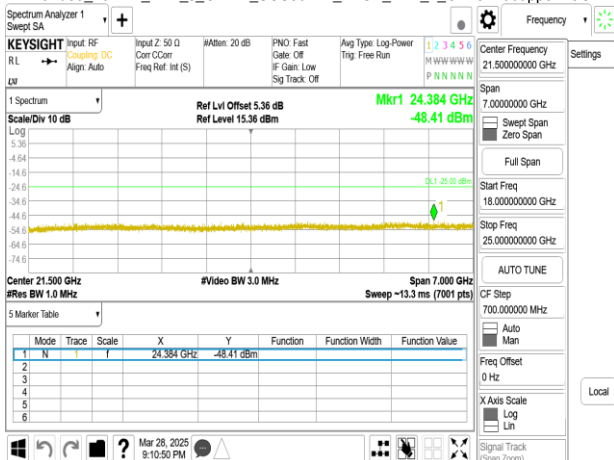 Spectrum Analyzer 1
Swept SA
+
Frequency
KEYSIGHT
RL
LXI
Input: RF
Coupling: DC
Align: Auto
Input Z: 50 Ω
Corr CCorr
Freq Ref: Int (S)
#Atten: 20 dB
PNO: Fast
Gate: Off
IF Gain: Low
Sig Track: Off
Avg Type: Log-Power
Trig: Free Run
1 2 3 4 5 6
M W W W W W
P N N N N N
1 Spectrum
Scale/Div 10 dB
Ref Lvl Offset 5.36 dB
Ref Level 15.36 dBm
Mkr1 24.384 GHz
-48.41 dBm
Log
5.36
-4.64
-14.6
-24.6
-34.6
-44.6
-54.6
-64.6
-74.6
DL1 -25.00 dBm
1
Center 21.500 GHz
#Res BW 1.0 MHz
#Video BW 3.0 MHz
Span 7.000 GHz
Sweep ~13.3 ms (7001 pts)
5 Marker Table
Mode Trace Scale X Y Function Function Width Function Value
1 N 1 f 24.384 GHz -48.41 dBm
2
3
4
5
6
Mar 28, 2025
9:10:50 PM
?
Center Frequency
21.500000000 GHz
Span
7.00000000 GHz
Swept Span
Zero Span
Full Span
Start Freq
18.000000000 GHz
Stop Freq
25.000000000 GHz
AUTO TUNE
CF Step
700.000000 MHz
Auto
Man
Freq Offset
0 Hz
X Axis Scale
Log
Lin
Signal Track
(Span Zoom)
Settings
Local